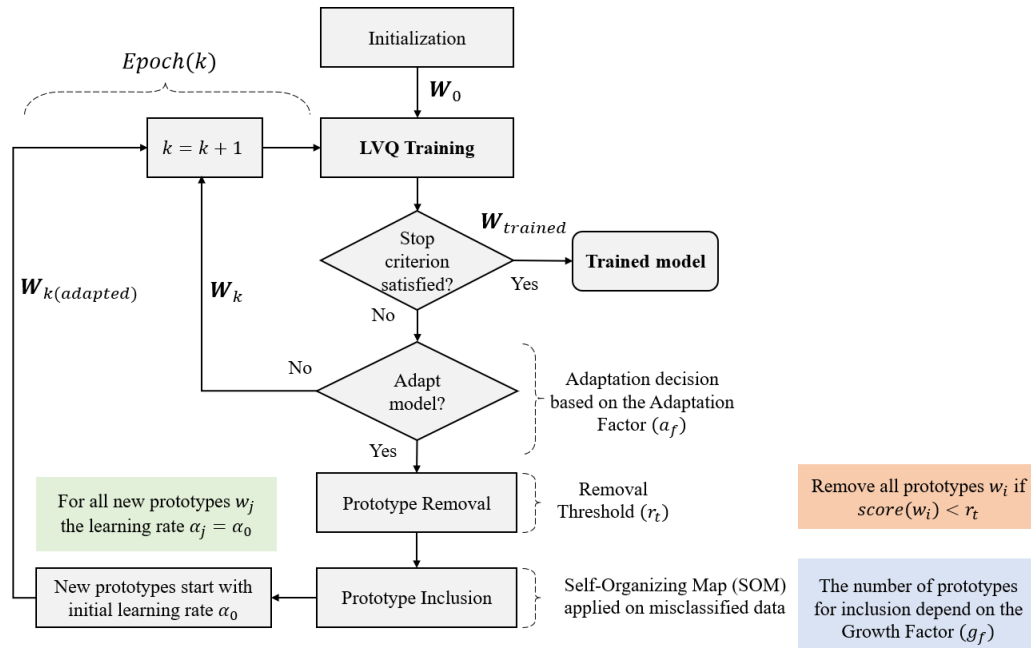 Initialization
Epoch(k)
W₀
k = k + 1
LVQ Training
W_trained
Stop
criterion
satisfied?
Trained model
Yes
W_k(adapted)
W_k
No
No
Adapt
model?
Adaptation decision
based on the Adaptation
Factor (a_f)
Yes
For all new prototypes w_j
the learning rate α_j = α₀
Prototype Removal
Removal
Threshold (r_t)
Remove all prototypes w_i if
score(w_i) < r_t
New prototypes start with
initial learning rate α₀
Prototype Inclusion
Self-Organizing Map (SOM)
applied on misclassified data
The number of prototypes
for inclusion depend on the
Growth Factor (g_f)